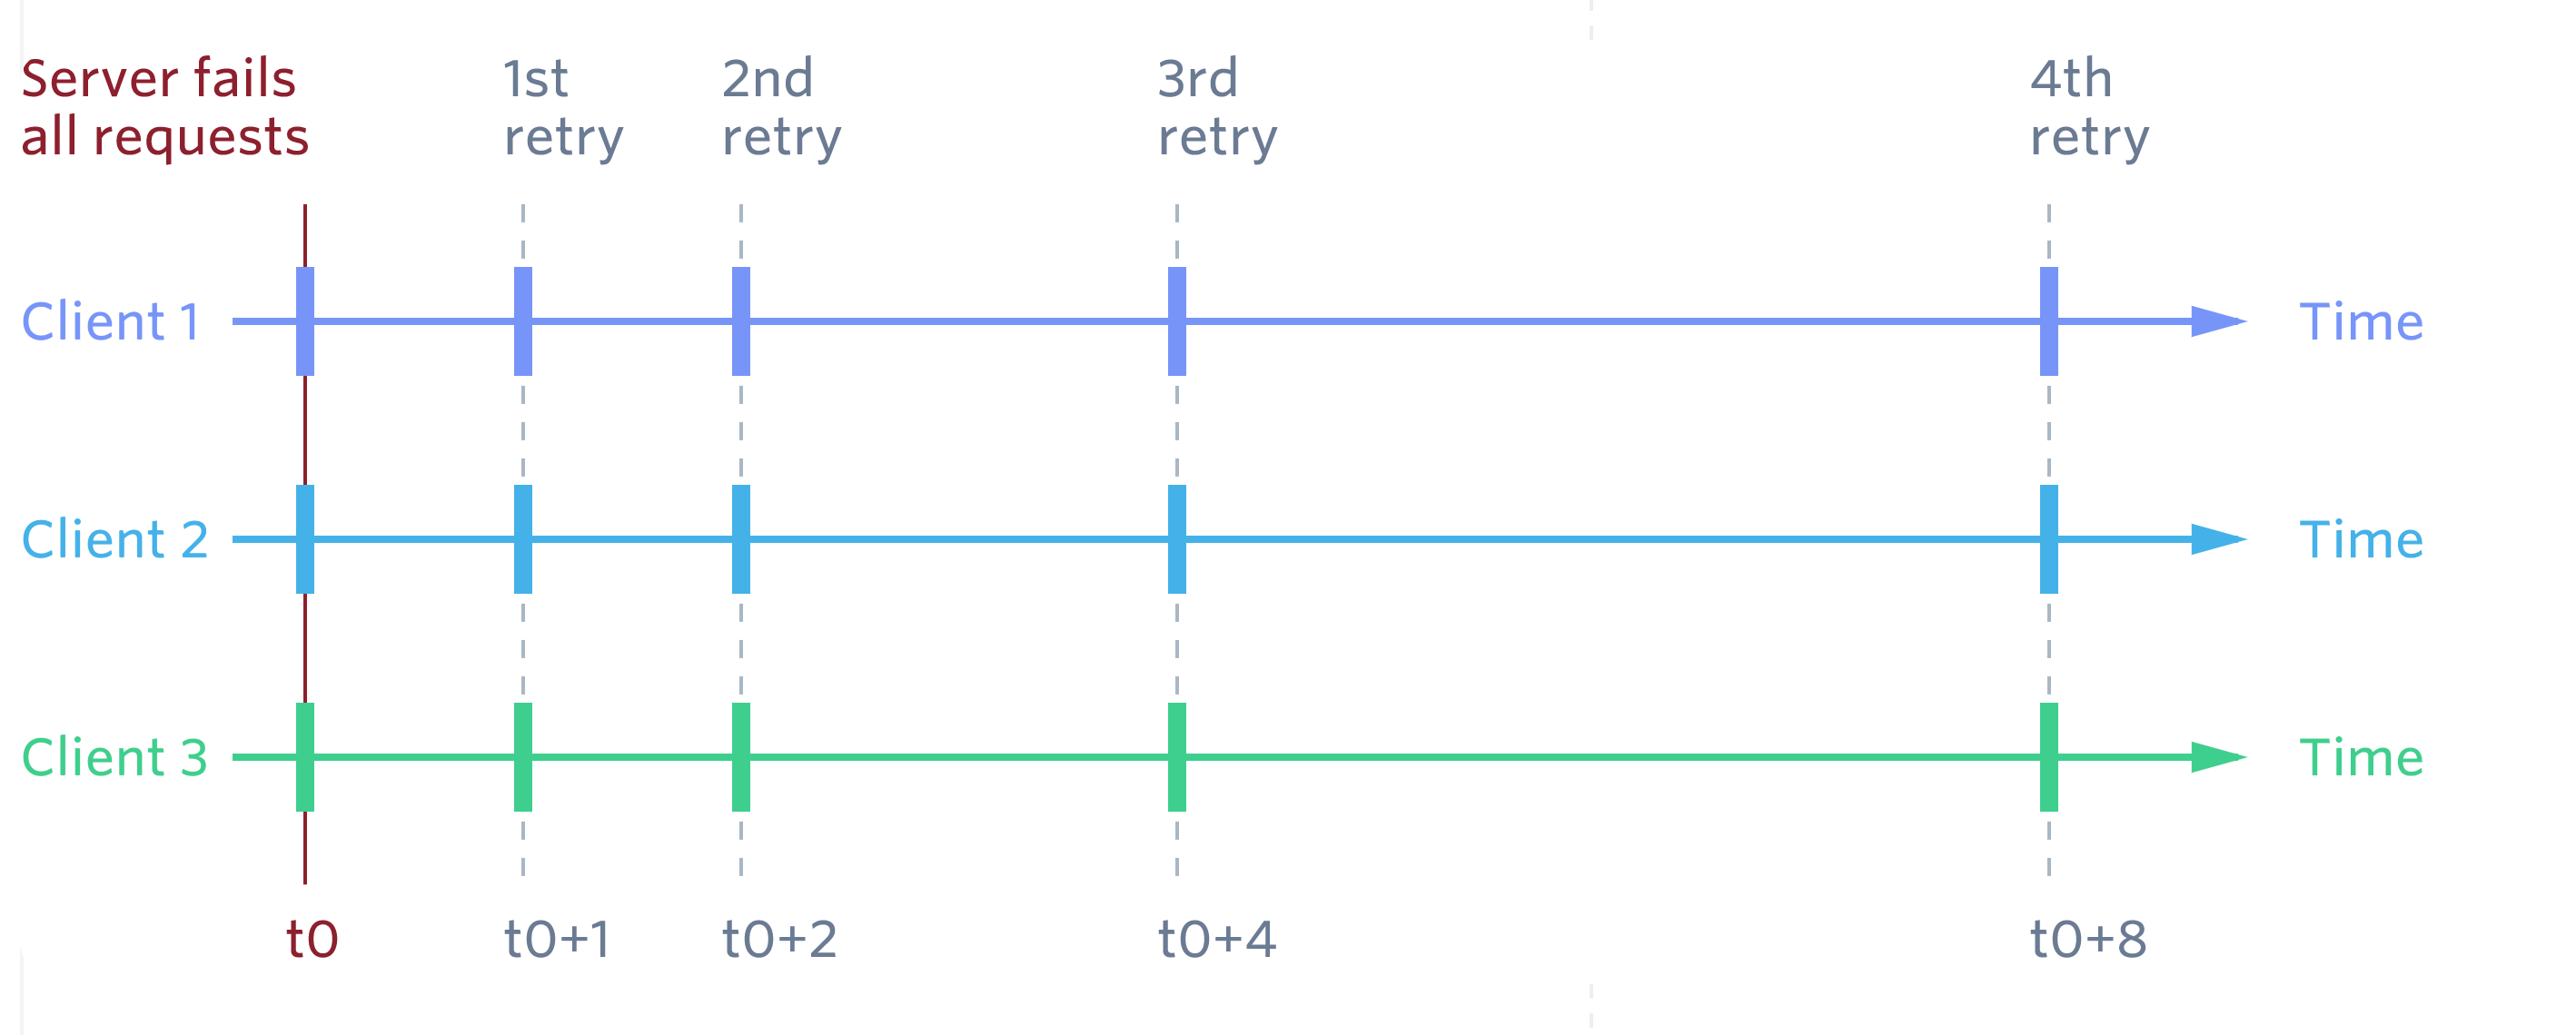 Server fails
all requests
1st
retry
2nd
retry
3rd
retry
4th
retry
Client 1
Time
Client 2
Time
Client 3
Time
t0
t0+1
t0+2
t0+4
t0+8